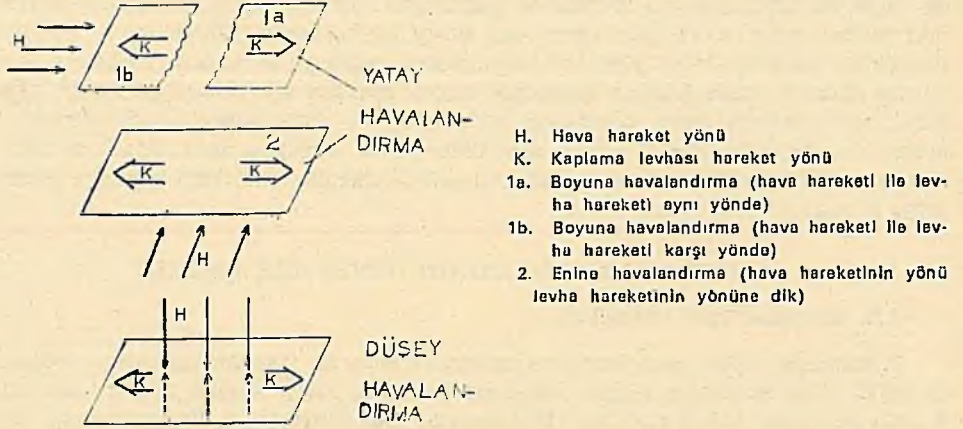 1a
H
K
K
1b
YATAY
HAVALAN-
DIRMA
2
K
K
H
H
DÜŞEY
K
K
HAVALAN-
DIRMA
H. Hava hareket yönü
K. Kaplama levhası hareket yönü
1a. Boyuna havalandırma (hava hareketi ile lev-
ha hareketi aynı yönde)
1b. Boyuna havalandırma (hava hareketi ile lev-
ha hareketi karşı yönde)
2. Enine havalandırma (hava hareketinin yönü
levha hareketinin yönüne dik)